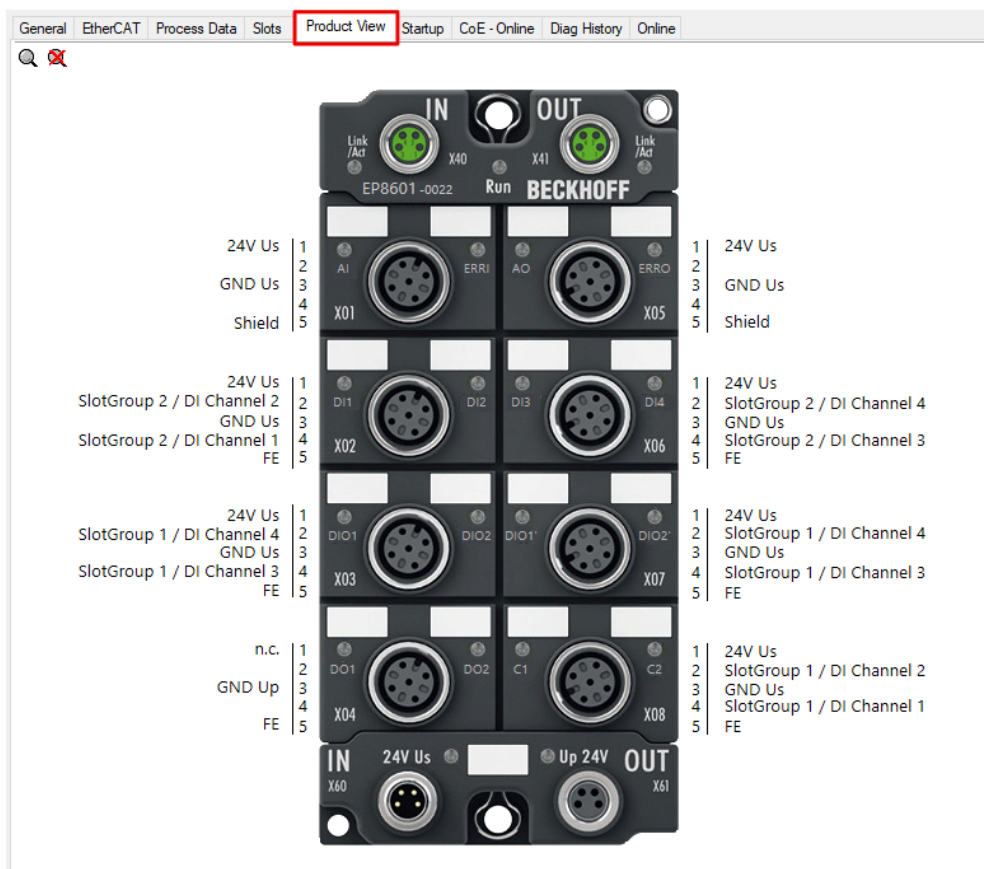 General EtherCAT Process Data Slots Product View Startup CoE - Online Diag History Online
IN OUT
Link /Act X40 X41 Link /Act
EP8601 -0022 Run BECKHOFF
24V Us 1
2
GND Us 3
4
Shield 5
AI ERRI
X01
AO ERRO
X05
1 24V Us
2
3 GND Us
4
5 Shield
24V Us 1
SlotGroup 2 / DI Channel 2 2
GND Us 3
SlotGroup 2 / DI Channel 1 4
FE 5
DI1 DI2
X02
DI3 DI4
X06
1 24V Us
2 SlotGroup 2 / DI Channel 4
3 GND Us
4 SlotGroup 2 / DI Channel 3
5 FE
24V Us 1
SlotGroup 1 / DI Channel 4 2
GND Us 3
SlotGroup 1 / DI Channel 3 4
FE 5
DIO1 DIO2
X03
DIO1' DIO2'
X07
1 24V Us
2 SlotGroup 1 / DI Channel 4
3 GND Us
4 SlotGroup 1 / DI Channel 3
5 FE
n.c. 1
2
GND Up 3
4
FE 5
DO1 DO2
X04
C1 C2
X08
1 24V Us
2 SlotGroup 1 / DI Channel 2
3 GND Us
4 SlotGroup 1 / DI Channel 1
5 FE
IN 24V Us Up 24V OUT
X60 X61